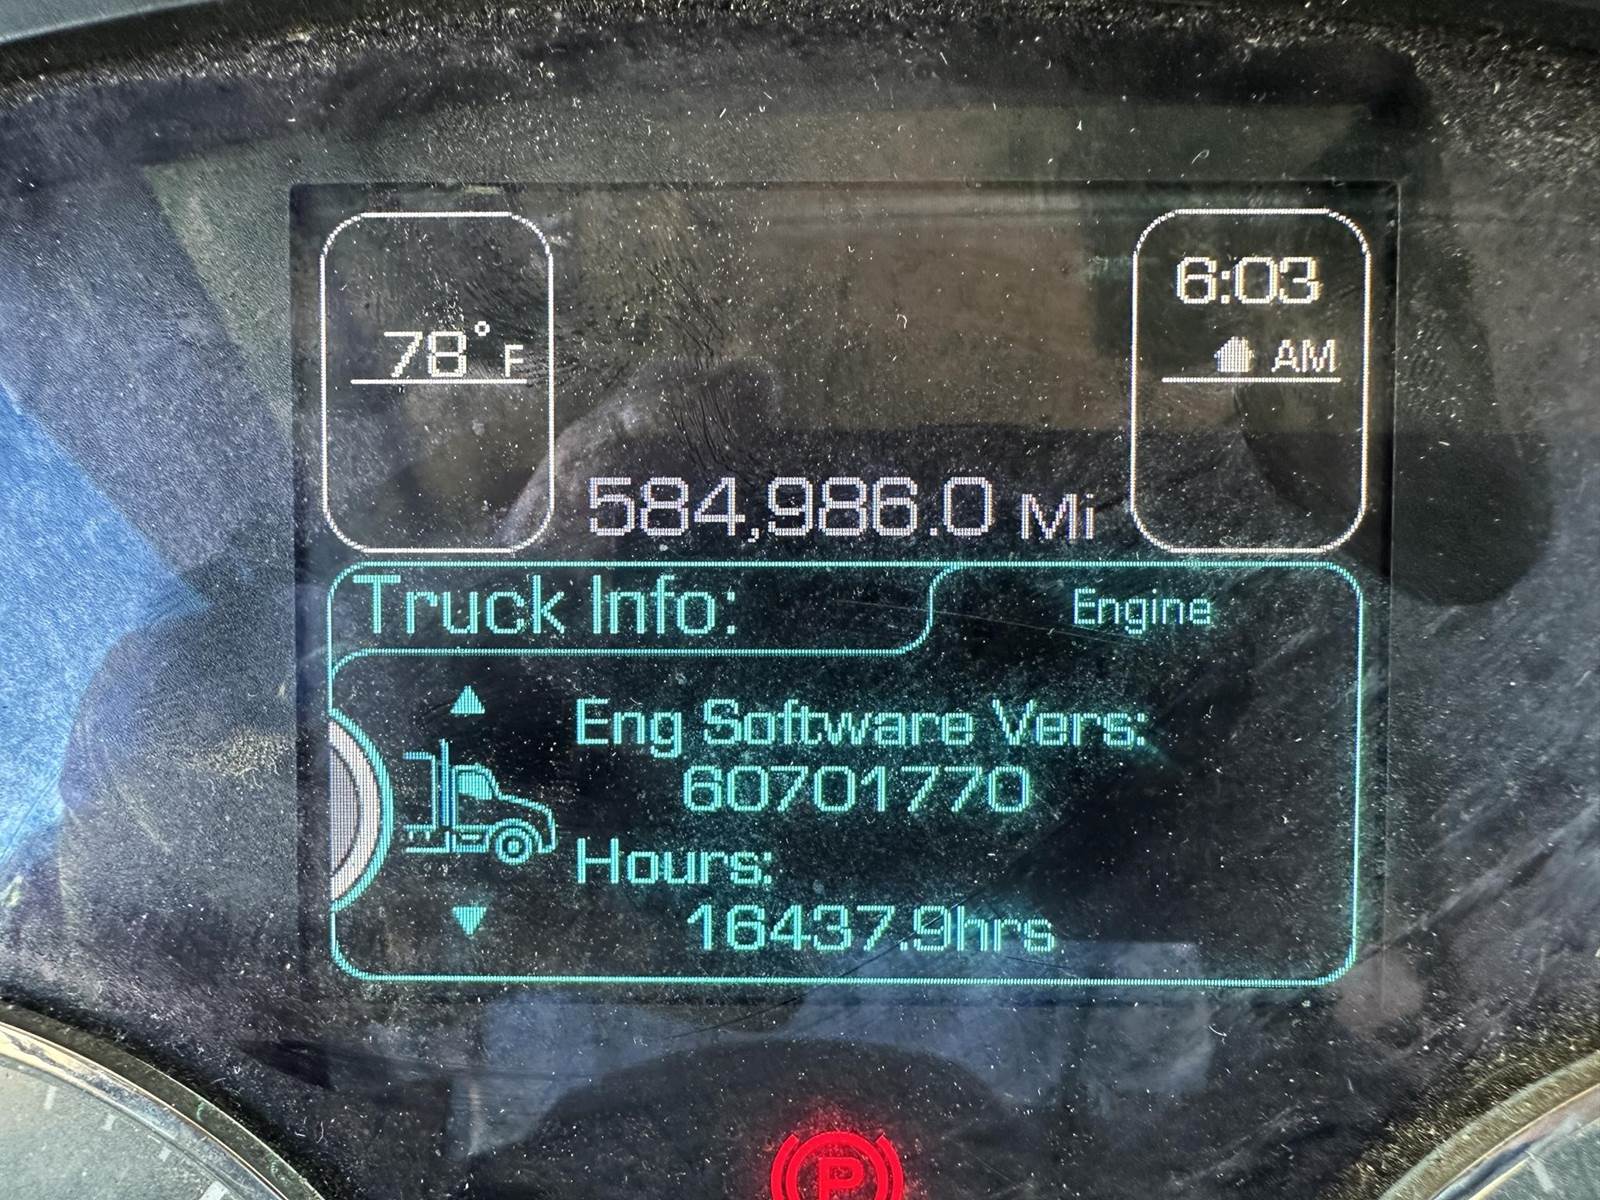 78° F
6:03
AM
584,986.0 Mi
Truck Info:
Engine
Eng Software Vers:
60701770
Hours:
16437.9hrs
P